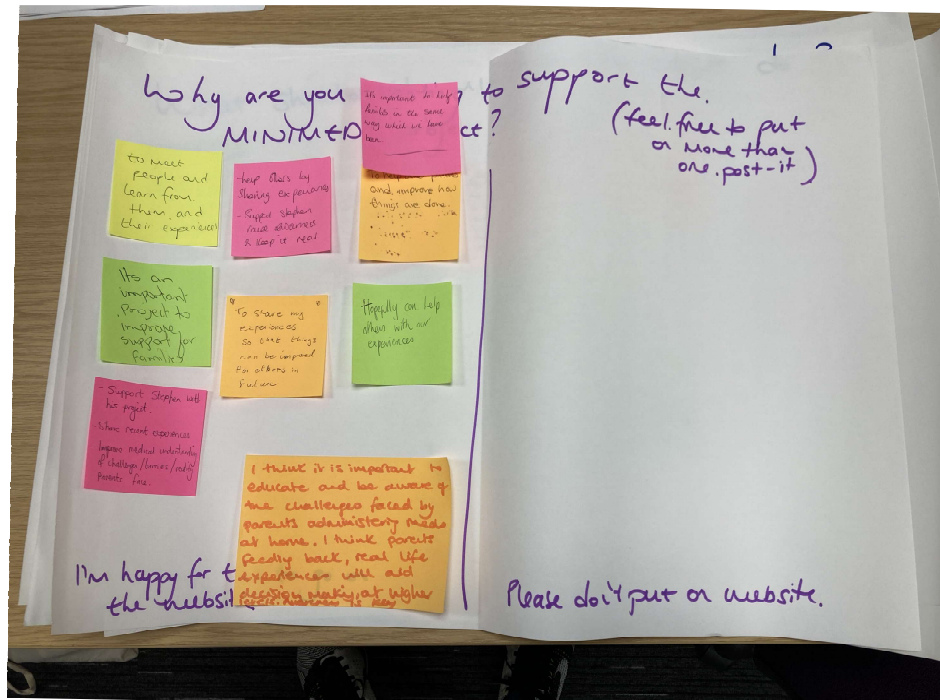 Why are you to support the.
MINIMED ct?
(feel.free to put
on more than
one.post-it)
It's important to help
families in the same
way which we have
been
To meet
people and
learn from.
them, and
their experiences
- help others by
sharing experiences
- Support Stephen
raise awareness
& keep it real
and improve how
things are done.
Its an
important
project to
improve
support for
families
To share my
experiences
so that things
can be improved
for others in
future
Hopefully can help
others with our
experiences
- Support Stephen with
his project.
- Share recent experiences
Improve medical understanding
of challenges/barriers/reality
parents face.
I think it is important to
educate and be aware of
the challenges faced by
parents administering meds
at home. I think parents
feeding back, real life
experiences will aid
decision making at higher
I'm happy for t
the website
Please don't put on website.